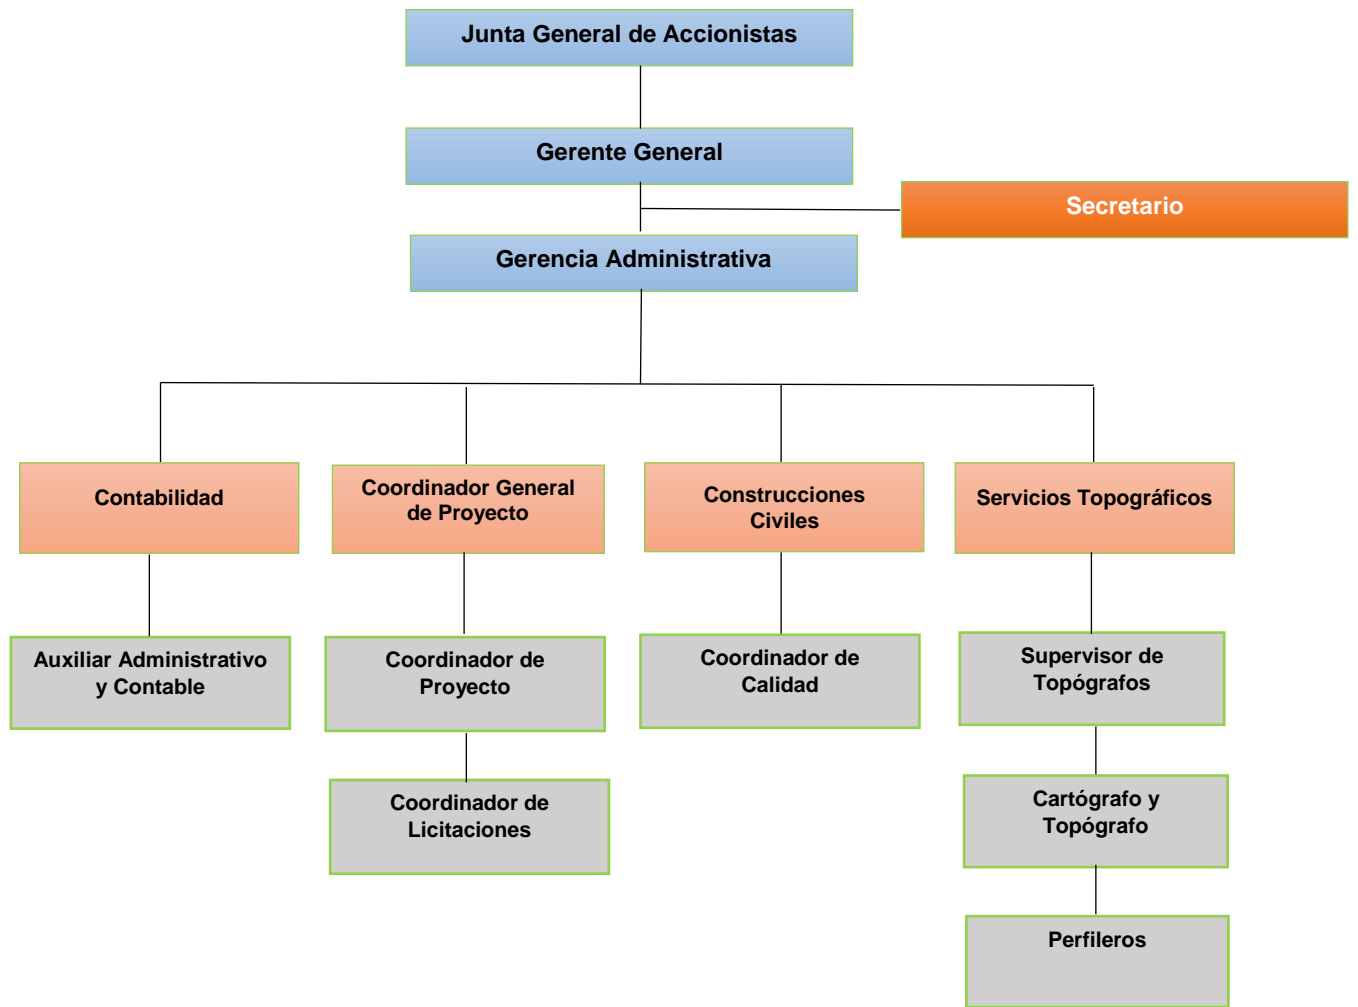 Junta General de Accionistas
Gerente General
Secretario
Gerencia Administrativa
Contabilidad
Coordinador General
de Proyecto
Construcciones
Civiles
Servicios Topográficos
Auxiliar Administrativo
y Contable
Coordinador de
Proyecto
Coordinador de
Calidad
Supervisor de
Topógrafos
Coordinador de
Licitaciones
Cartógrafo y
Topógrafo
Perfileros